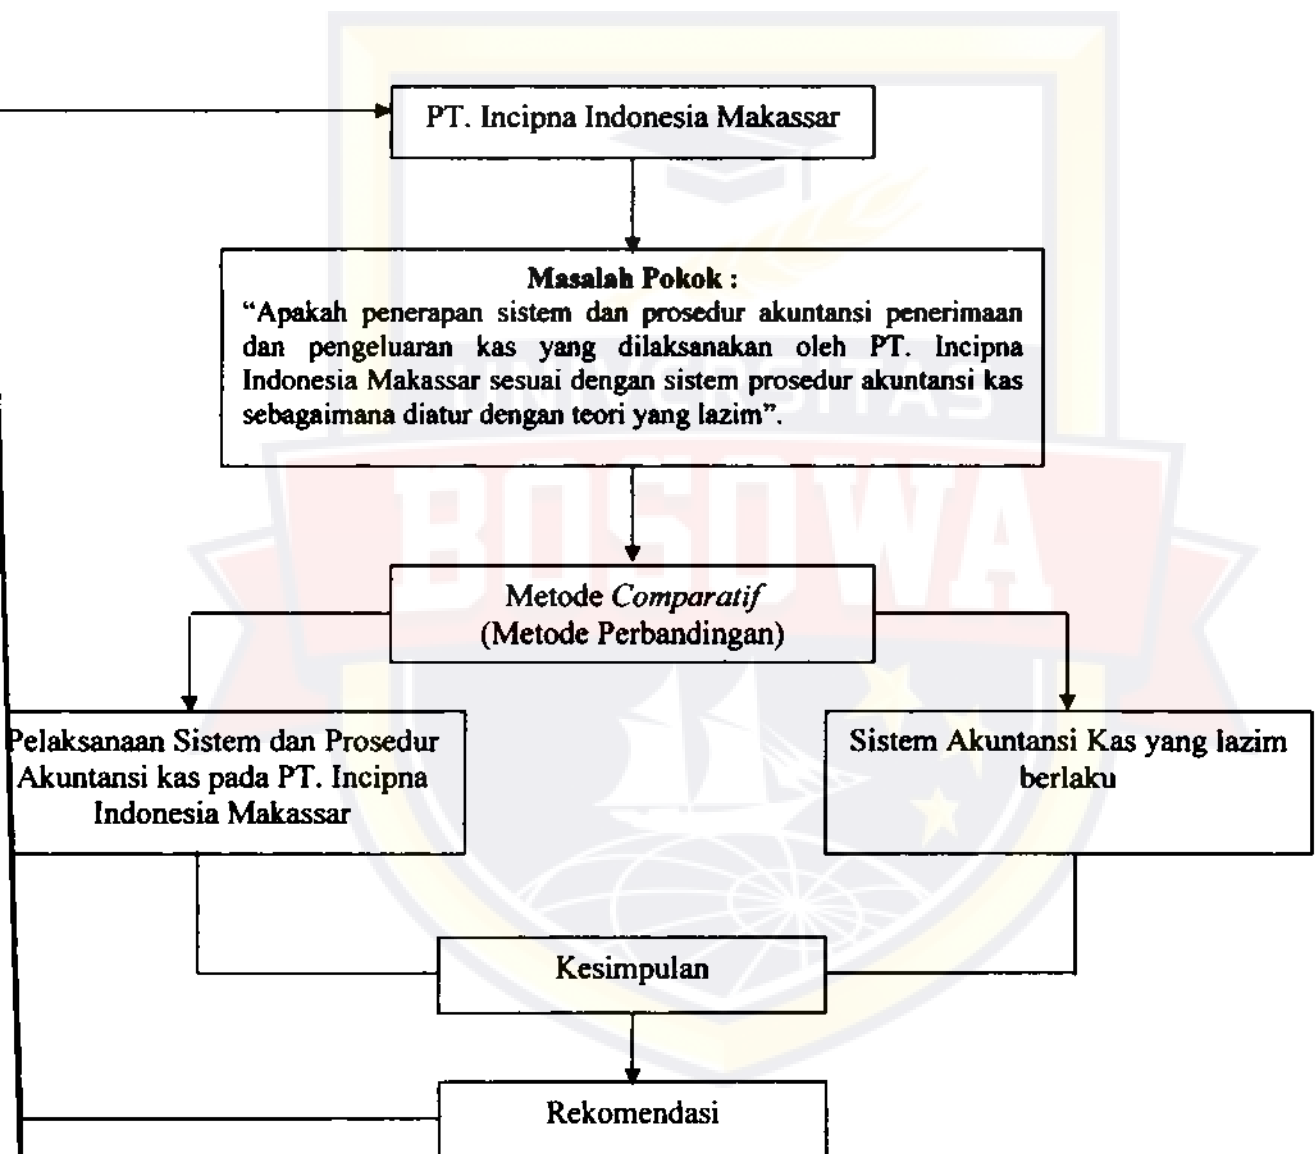 PT. Incipna Indonesia Makassar
Masalah Pokok :
“Apakah penerapan sistem dan prosedur akuntansi penerimaan
dan pengeluaran kas yang dilaksanakan oleh PT. Incipna
Indonesia Makassar sesuai dengan sistem prosedur akuntansi kas
sebagaimana diatur dengan teori yang lazim”.
UNIVERSITAS
BOSOWA
Metode Comparatif
(Metode Perbandingan)
Pelaksanaan Sistem dan Prosedur
Akuntansi kas pada PT. Incipna
Indonesia Makassar
Sistem Akuntansi Kas yang lazim
berlaku
Kesimpulan
Rekomendasi